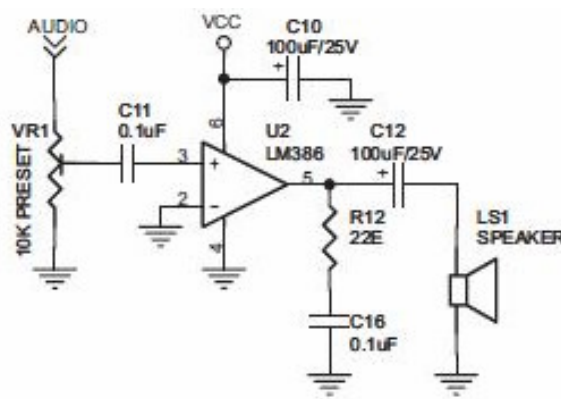 AUDIO
VCC
C10
100uF/25V
C11
0.1uF
VR1
10K PRESET
6
U2
LM386
C12
100uF/25V
3
+
5
+
2
-
4
+
R12
22E
LS1
SPEAKER
C16
0.1uF